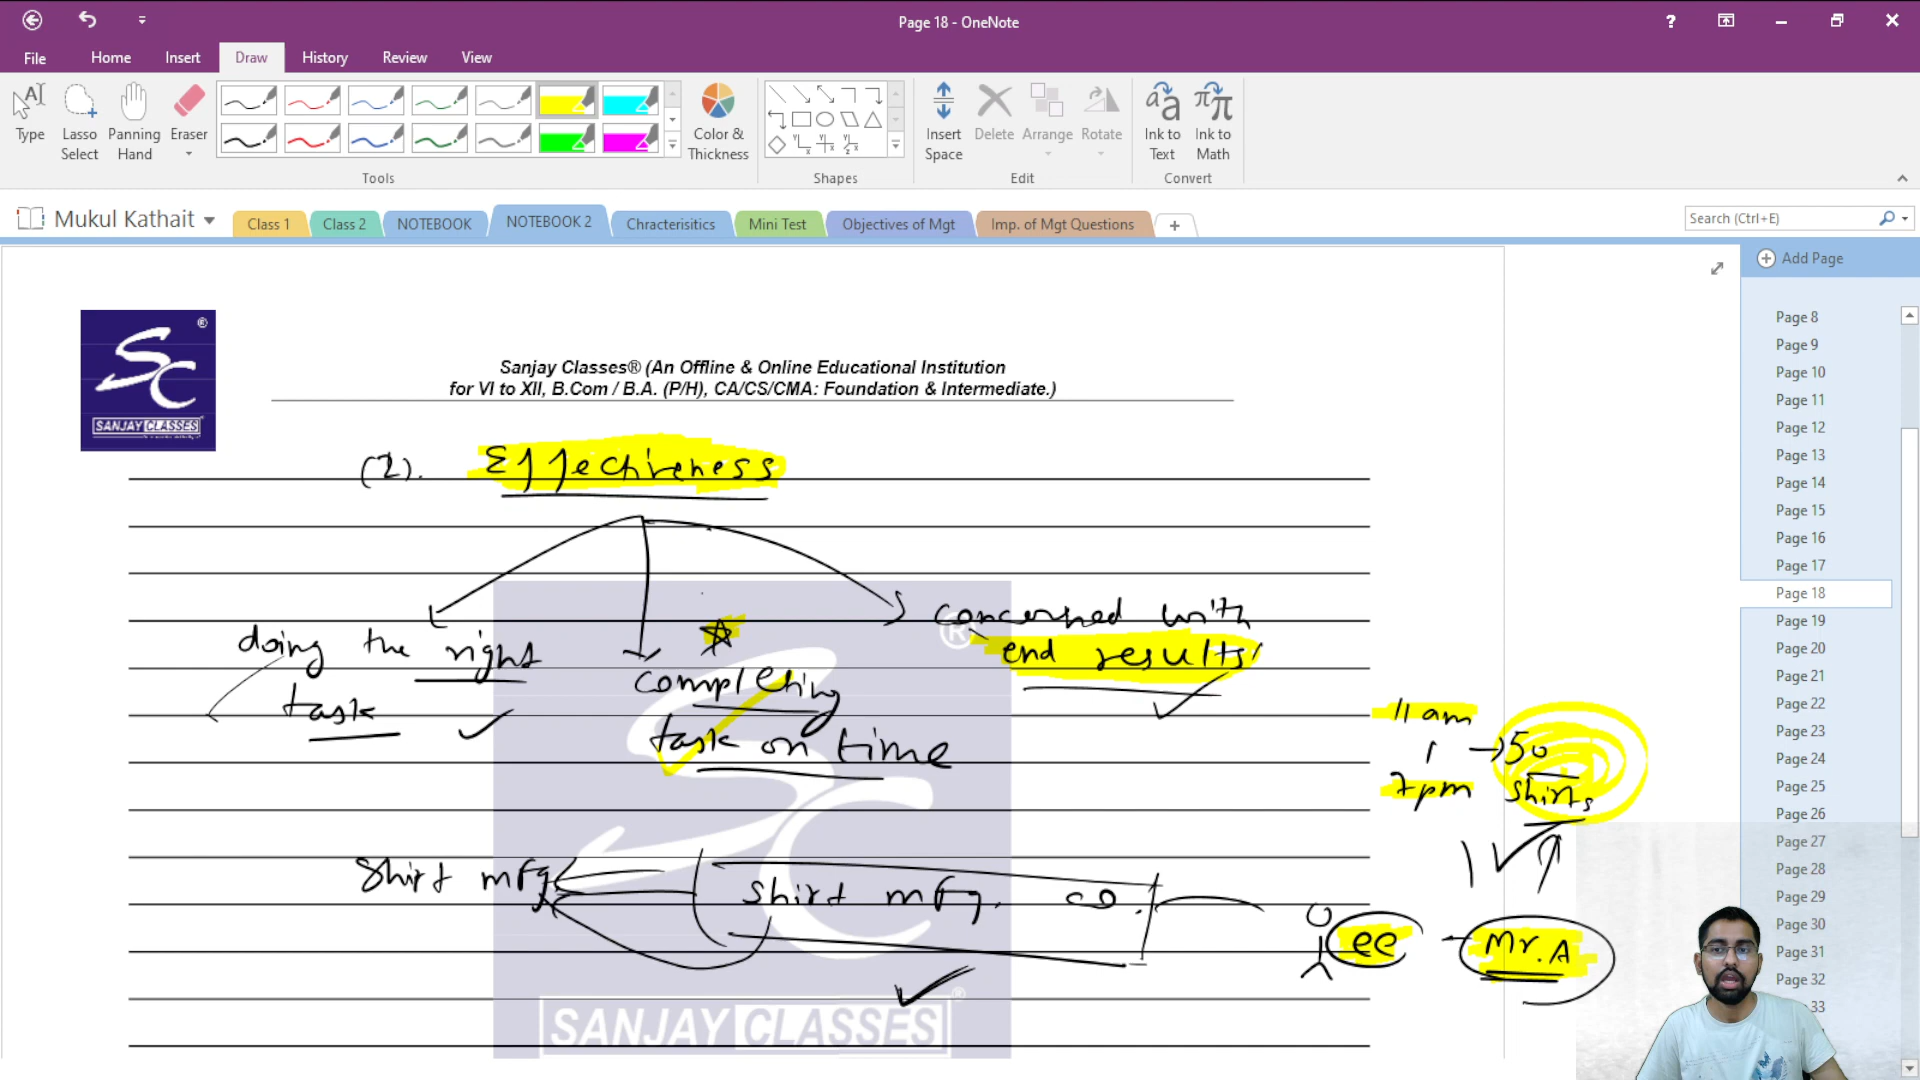 Page 18 - OneNote
File Home Insert Draw History Review View
Type
Lasso Select
Panning Hand
Eraser
Color & Thickness
Insert Space
Delete
Arrange
Rotate
Ink to Text
Ink to Math
Tools
Shapes
Edit
Convert
Mukul Kathait
Class 1
Class 2
NOTEBOOK
NOTEBOOK 2
Chracterisitics
Mini Test
Objectives of Mgt
Imp. of Mgt Questions
Search (Ctrl+E)
Add Page
Page 8
Page 9
Page 10
Page 11
Page 12
Page 13
Page 14
Page 15
Page 16
Page 17
Page 18
Page 19
Page 20
Page 21
Page 22
Page 23
Page 24
Page 25
Page 26
Page 27
Page 28
Page 29
Page 30
Page 31
Page 32
33
SC ®
SANJAY CLASSES
Sanjay Classes® (An Offline & Online Educational Institution
for VI to XII, B.Com / B.A. (P/H), CA/CS/CMA: Foundation & Intermediate.)
(2). Effectiveness
doing the right
task
completing
task on time
concerned with
end results
11 am
→ 50
7pm shirts
Shirt mfg
Shirt mfg. co.
ee - Mr. A
SANJAY CLASSES ®